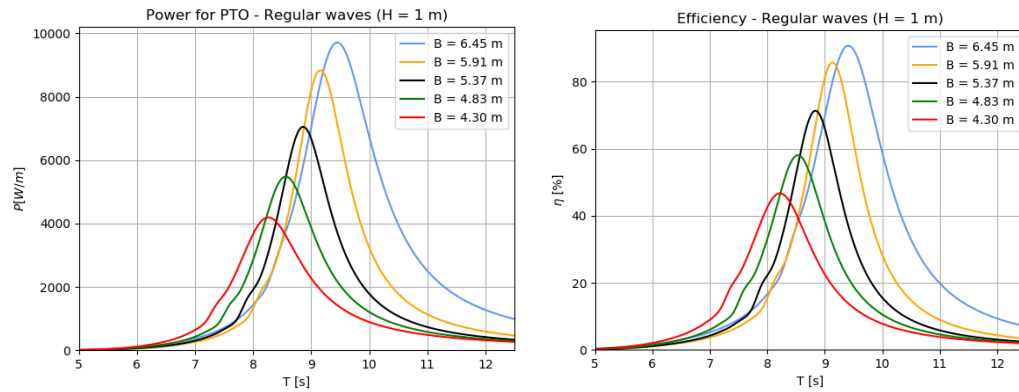 Power for PTO - Regular waves (H = 1 m)
10000
8000
6000
4000
2000
0
P[W/m]
B = 6.45 m
B = 5.91 m
B = 5.37 m
B = 4.83 m
B = 4.30 m
5
6
7
8
9
10
11
12
T [s]
Efficiency - Regular waves (H = 1 m)
80
60
40
20
0
η [%]
B = 6.45 m
B = 5.91 m
B = 5.37 m
B = 4.83 m
B = 4.30 m
5
6
7
8
9
10
11
12
T [s]